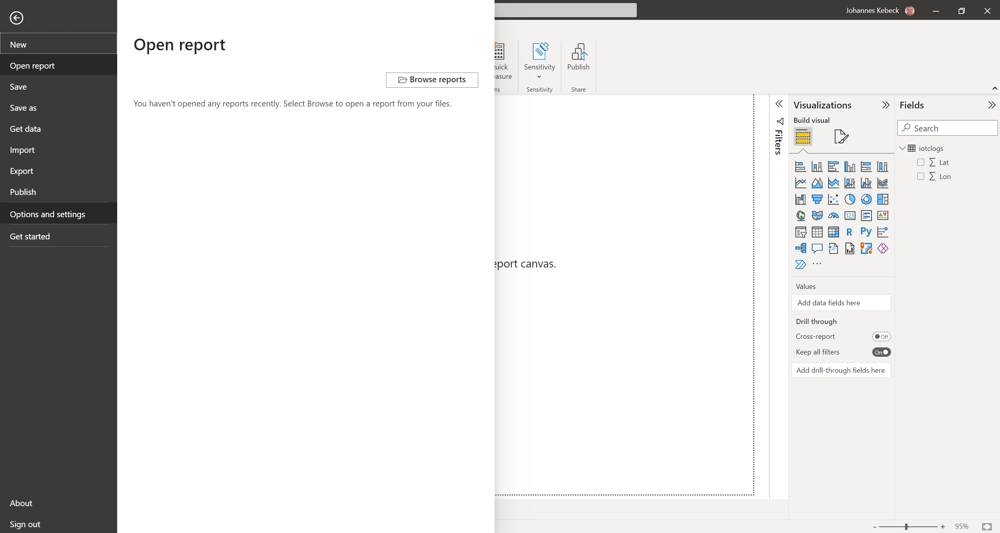 New
Open report
Save
Save as
Get data
Import
Export
Publish
Options and settings
Get started
About
Sign out
Open report
Browse reports
You haven't opened any reports recently. Select Browse to open a report from your files.
Johannes Kebeck
uick
easure
ns
Sensitivity
Sensitivity
Publish
Share
eport canvas.
Filters
Visualizations
Build visual
123
R
Py
...
Values
Add data fields here
Drill through
Cross-report
Off
Keep all filters
On
Add drill-through fields here
Fields
Search
iotclogs
Σ Lat
Σ Lon
- + 95%